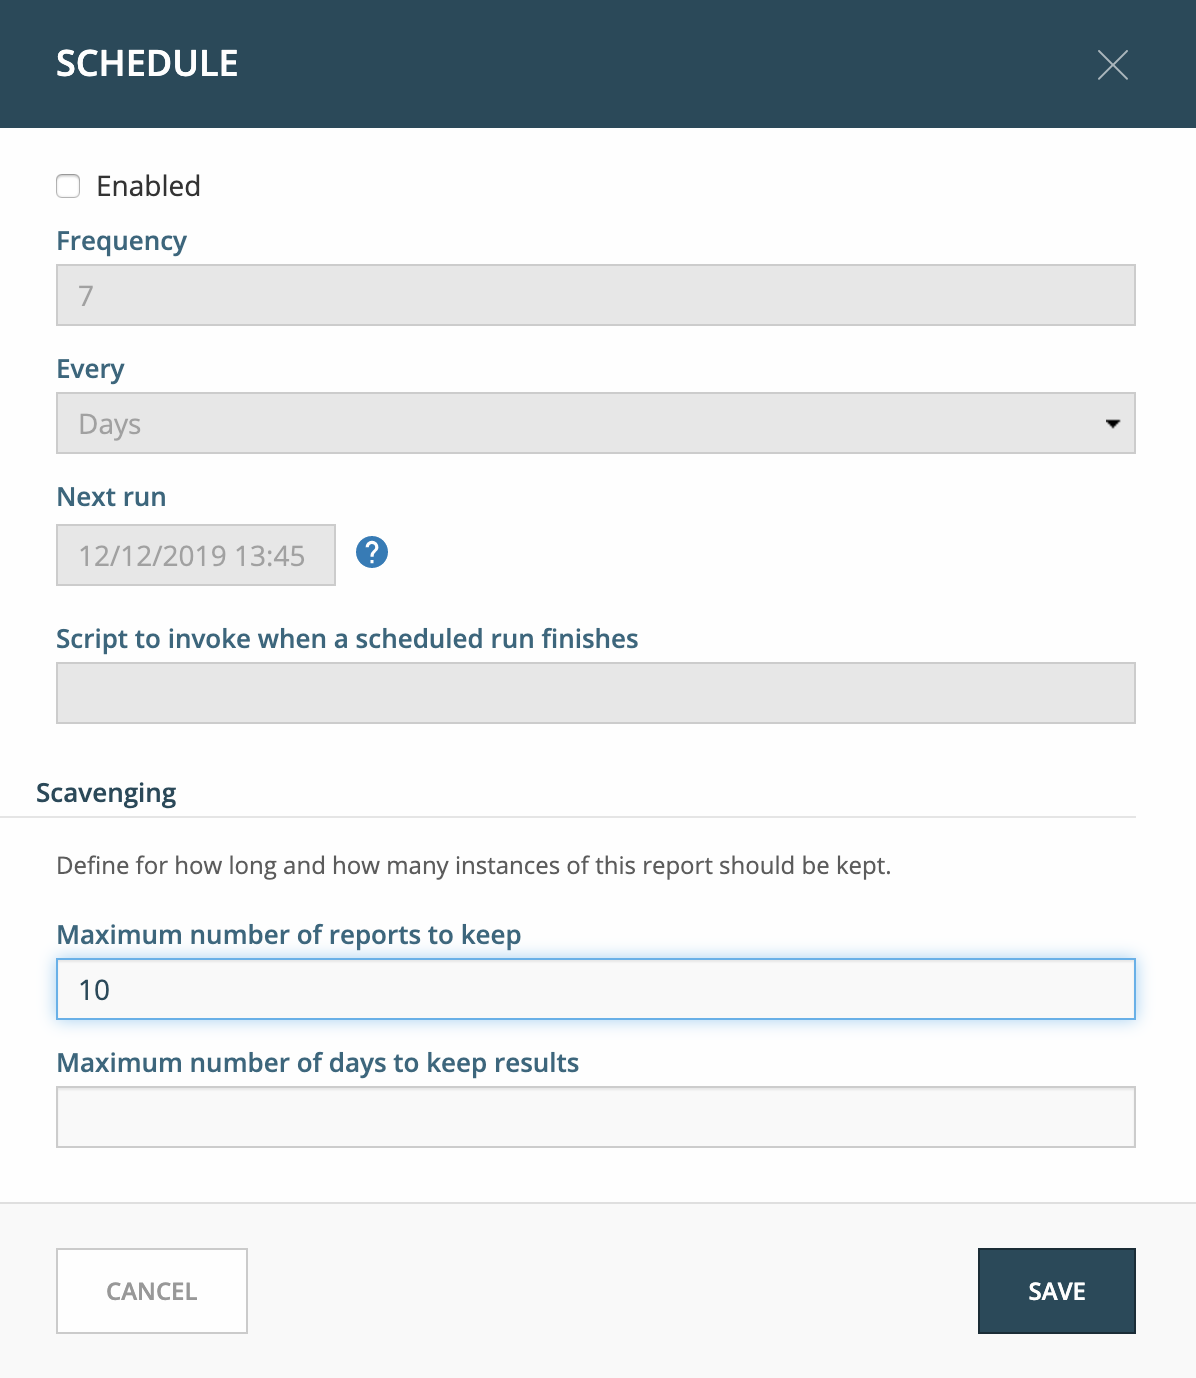 SCHEDULE
Enabled
Frequency
7
Every
Days
Next run
12/12/2019 13:45
?
Script to invoke when a scheduled run finishes
Scavenging
Define for how long and how many instances of this report should be kept.
Maximum number of reports to keep
10
Maximum number of days to keep results
CANCEL
SAVE